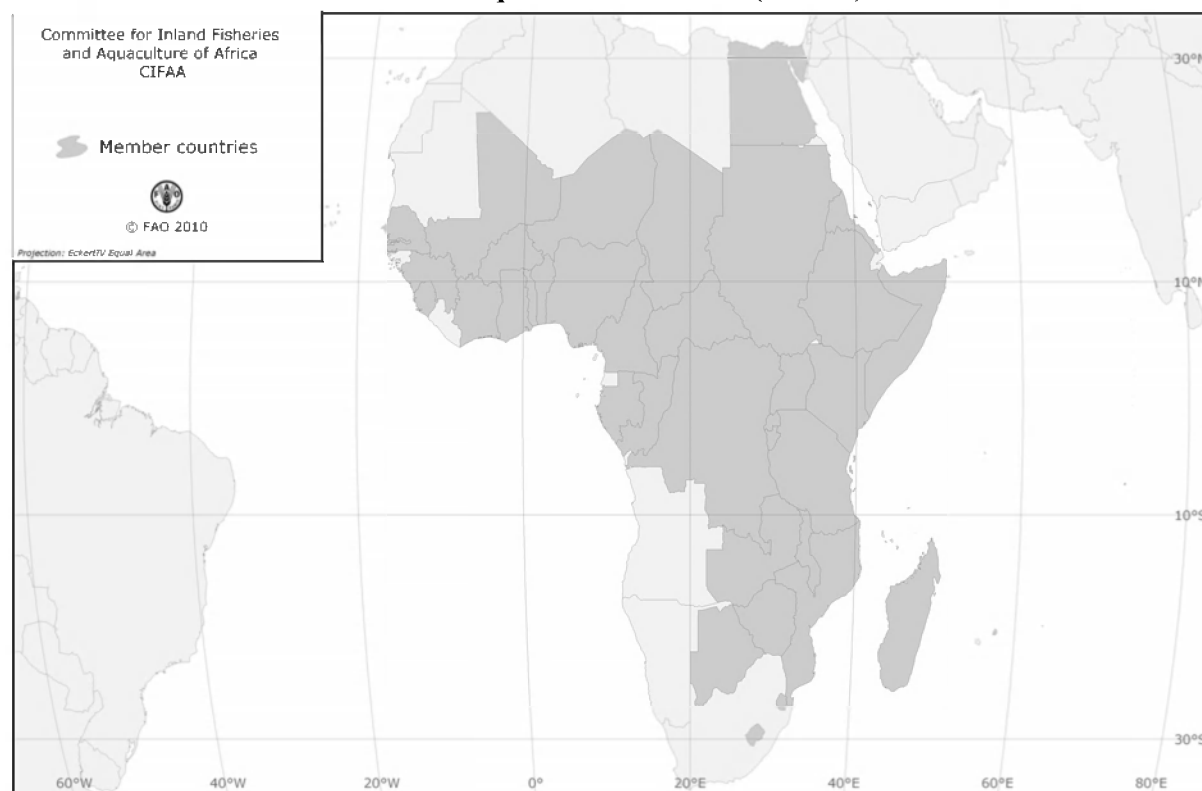 Committee for Inland Fisheries
and Aquaculture of Africa
CIFAA
Member countries
FAO
© FAO 2010
Projection: EckertIV Equal Area
30°N
10°N
10°S
30°S
60°W
40°W
20°W
0°
20°E
40°E
60°E
80°E